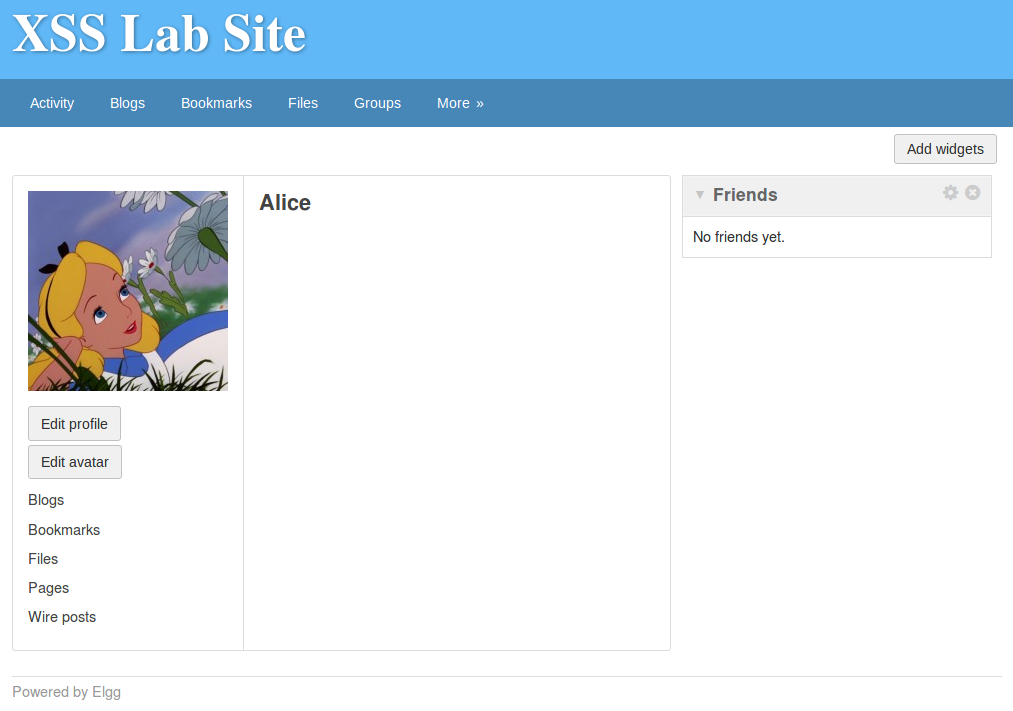 XSS Lab Site
Activity Blogs Bookmarks Files Groups More »
Add widgets
Alice
Edit profile
Edit avatar
Blogs
Bookmarks
Files
Pages
Wire posts
Friends
No friends yet.
Powered by Elgg